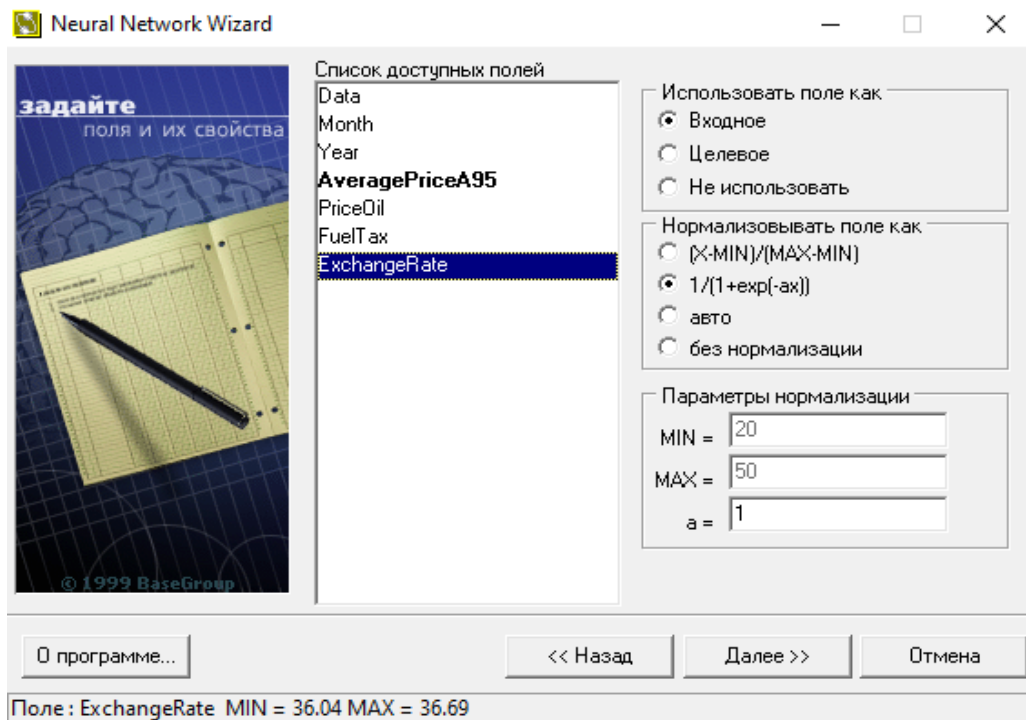 Neural Network Wizard
задайте
поля и их свойства
© 1999 BaseGroup
Список доступных полей
Data
Month
Year
AveragePriceA95
PriceOil
FuelTax
ExchangeRate
Использовать поле как
Входное
Целевое
Не использовать
Нормализовывать поле как
(X-MIN)/(MAX-MIN)
1/(1+exp(-ax))
авто
без нормализации
Параметры нормализации
MIN = 20
MAX = 50
a = 1
О программе...
<< Назад
Далее >>
Отмена
Поле : ExchangeRate MIN = 36.04 MAX = 36.69